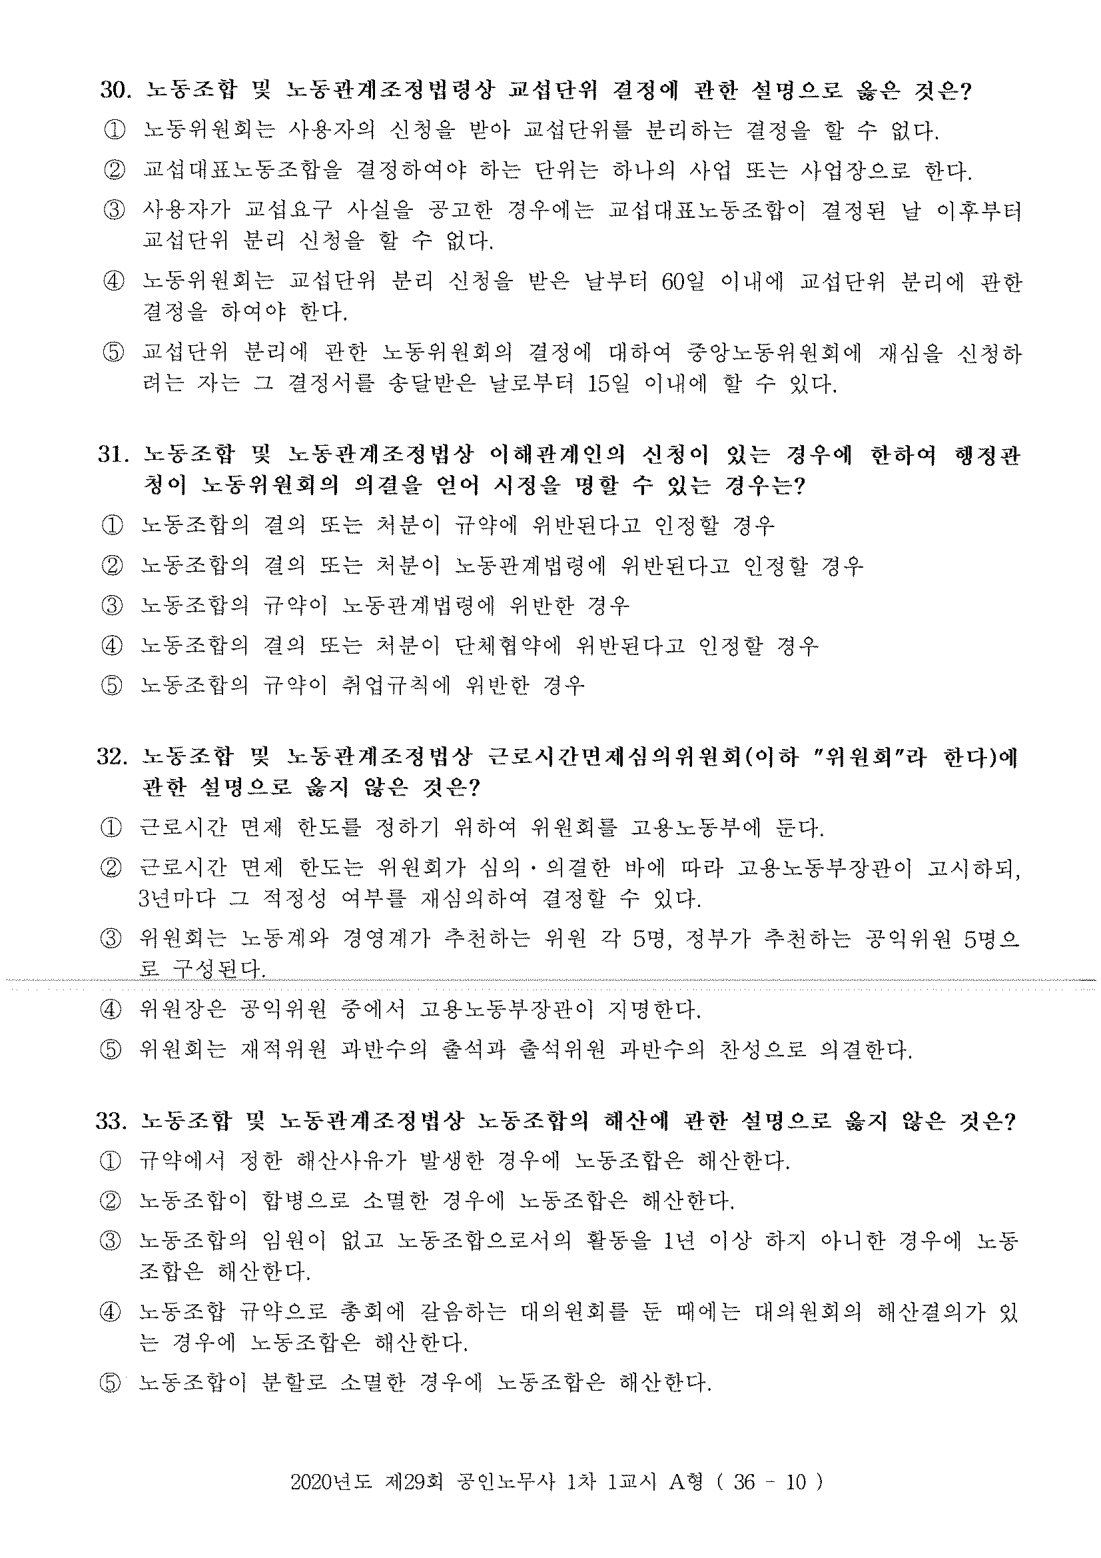 30. 노동조합 및 노동관계조정법령상 교섭단위 결정에 관한 설명으로 옳은 것은?
① 노동위원회는 사용자의 신청을 받아 교섭단위를 분리하는 결정을 할 수 없다.
② 교섭대표노동조합을 결정하여야 하는 단위는 하나의 사업 또는 사업장으로 한다.
③ 사용자가 교섭요구 사실을 공고한 경우에는 교섭대표노동조합이 결정된 날 이후부터
교섭단위 분리 신청을 할 수 없다.
④ 노동위원회는 교섭단위 분리 신청을 받은 날부터 60일 이내에 교섭단위 분리에 관한
결정을 하여야 한다.
⑤ 교섭단위 분리에 관한 노동위원회의 결정에 대하여 중앙노동위원회에 재심을 신청하
려는 자는 그 결정서를 송달받은 날로부터 15일 이내에 할 수 있다.
31. 노동조합 및 노동관계조정법상 이해관계인의 신청이 있는 경우에 한하여 행정관
청이 노동위원회의 의결을 얻어 시정을 명할 수 있는 경우는?
① 노동조합의 결의 또는 처분이 규약에 위반된다고 인정할 경우
② 노동조합의 결의 또는 처분이 노동관계법령에 위반된다고 인정할 경우
③ 노동조합의 규약이 노동관계법령에 위반한 경우
④ 노동조합의 결의 또는 처분이 단체협약에 위반된다고 인정할 경우
⑤ 노동조합의 규약이 취업규칙에 위반한 경우
32. 노동조합 및 노동관계조정법상 근로시간면제심의위원회(이하 "위원회"라 한다)에
관한 설명으로 옳지 않은 것은?
① 근로시간 면제 한도를 정하기 위하여 위원회를 고용노동부에 둔다.
② 근로시간 면제 한도는 위원회가 심의·의결한 바에 따라 고용노동부장관이 고시하되,
3년마다 그 적정성 여부를 재심의하여 결정할 수 있다.
③ 위원회는 노동계와 경영계가 추천하는 위원 각 5명, 정부가 추천하는 공익위원 5명으
로 구성된다.
④ 위원장은 공익위원 중에서 고용노동부장관이 지명한다.
⑤ 위원회는 재적위원 과반수의 출석과 출석위원 과반수의 찬성으로 의결한다.
33. 노동조합 및 노동관계조정법상 노동조합의 해산에 관한 설명으로 옳지 않은 것은?
① 규약에서 정한 해산사유가 발생한 경우에 노동조합은 해산한다.
② 노동조합이 합병으로 소멸한 경우에 노동조합은 해산한다.
③ 노동조합의 임원이 없고 노동조합으로서의 활동을 1년 이상 하지 아니한 경우에 노동
조합은 해산한다.
④ 노동조합 규약으로 총회에 갈음하는 대의원회를 둔 때에는 대의원회의 해산결의가 있
는 경우에 노동조합은 해산한다.
⑤ 노동조합이 분할로 소멸한 경우에 노동조합은 해산한다.
2020년도 제29회 공인노무사 1차 1교시 A형 ( 36 - 10 )